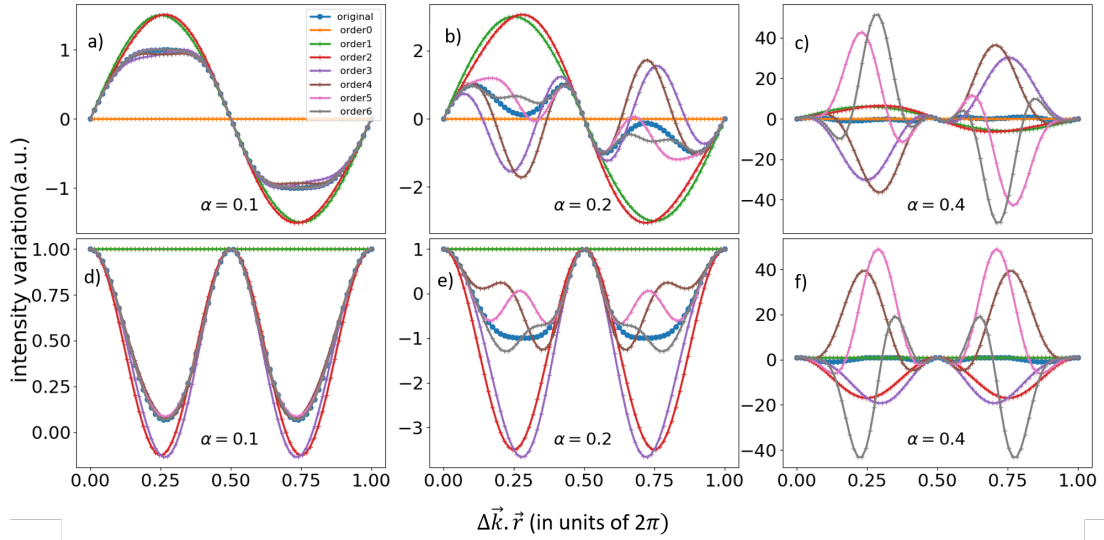 a)
b)
c)
original
order0
order1
order2
order3
order4
order5
order6
1
0
−1
2
0
−2
40
20
0
−20
−40
α = 0.1
α = 0.2
α = 0.4
intensity variation(a.u.)
d)
e)
f)
1.00
0.75
0.50
0.25
0.00
1
0
−1
−2
−3
40
20
0
−20
−40
α = 0.1
α = 0.2
α = 0.4
0.00 0.25 0.50 0.75 1.00
0.00 0.25 0.50 0.75 1.00
0.00 0.25 0.50 0.75 1.00
Δk⃗.r⃗ (in units of 2π)